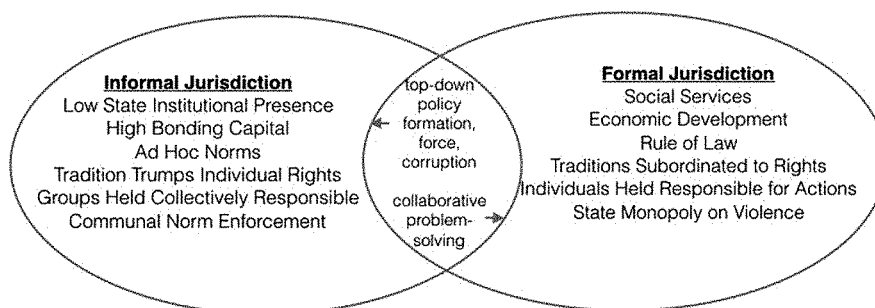 Informal Jurisdiction
Low State Institutional Presence
High Bonding Capital
Ad Hoc Norms
Tradition Trumps Individual Rights
Groups Held Collectively Responsible
Communal Norm Enforcement
top-down
policy
formation,
force,
corruption
collaborative
problem-
solving
Formal Jurisdiction
Social Services
Economic Development
Rule of Law
Traditions Subordinated to Rights
Individuals Held Responsible for Actions
State Monopoly on Violence